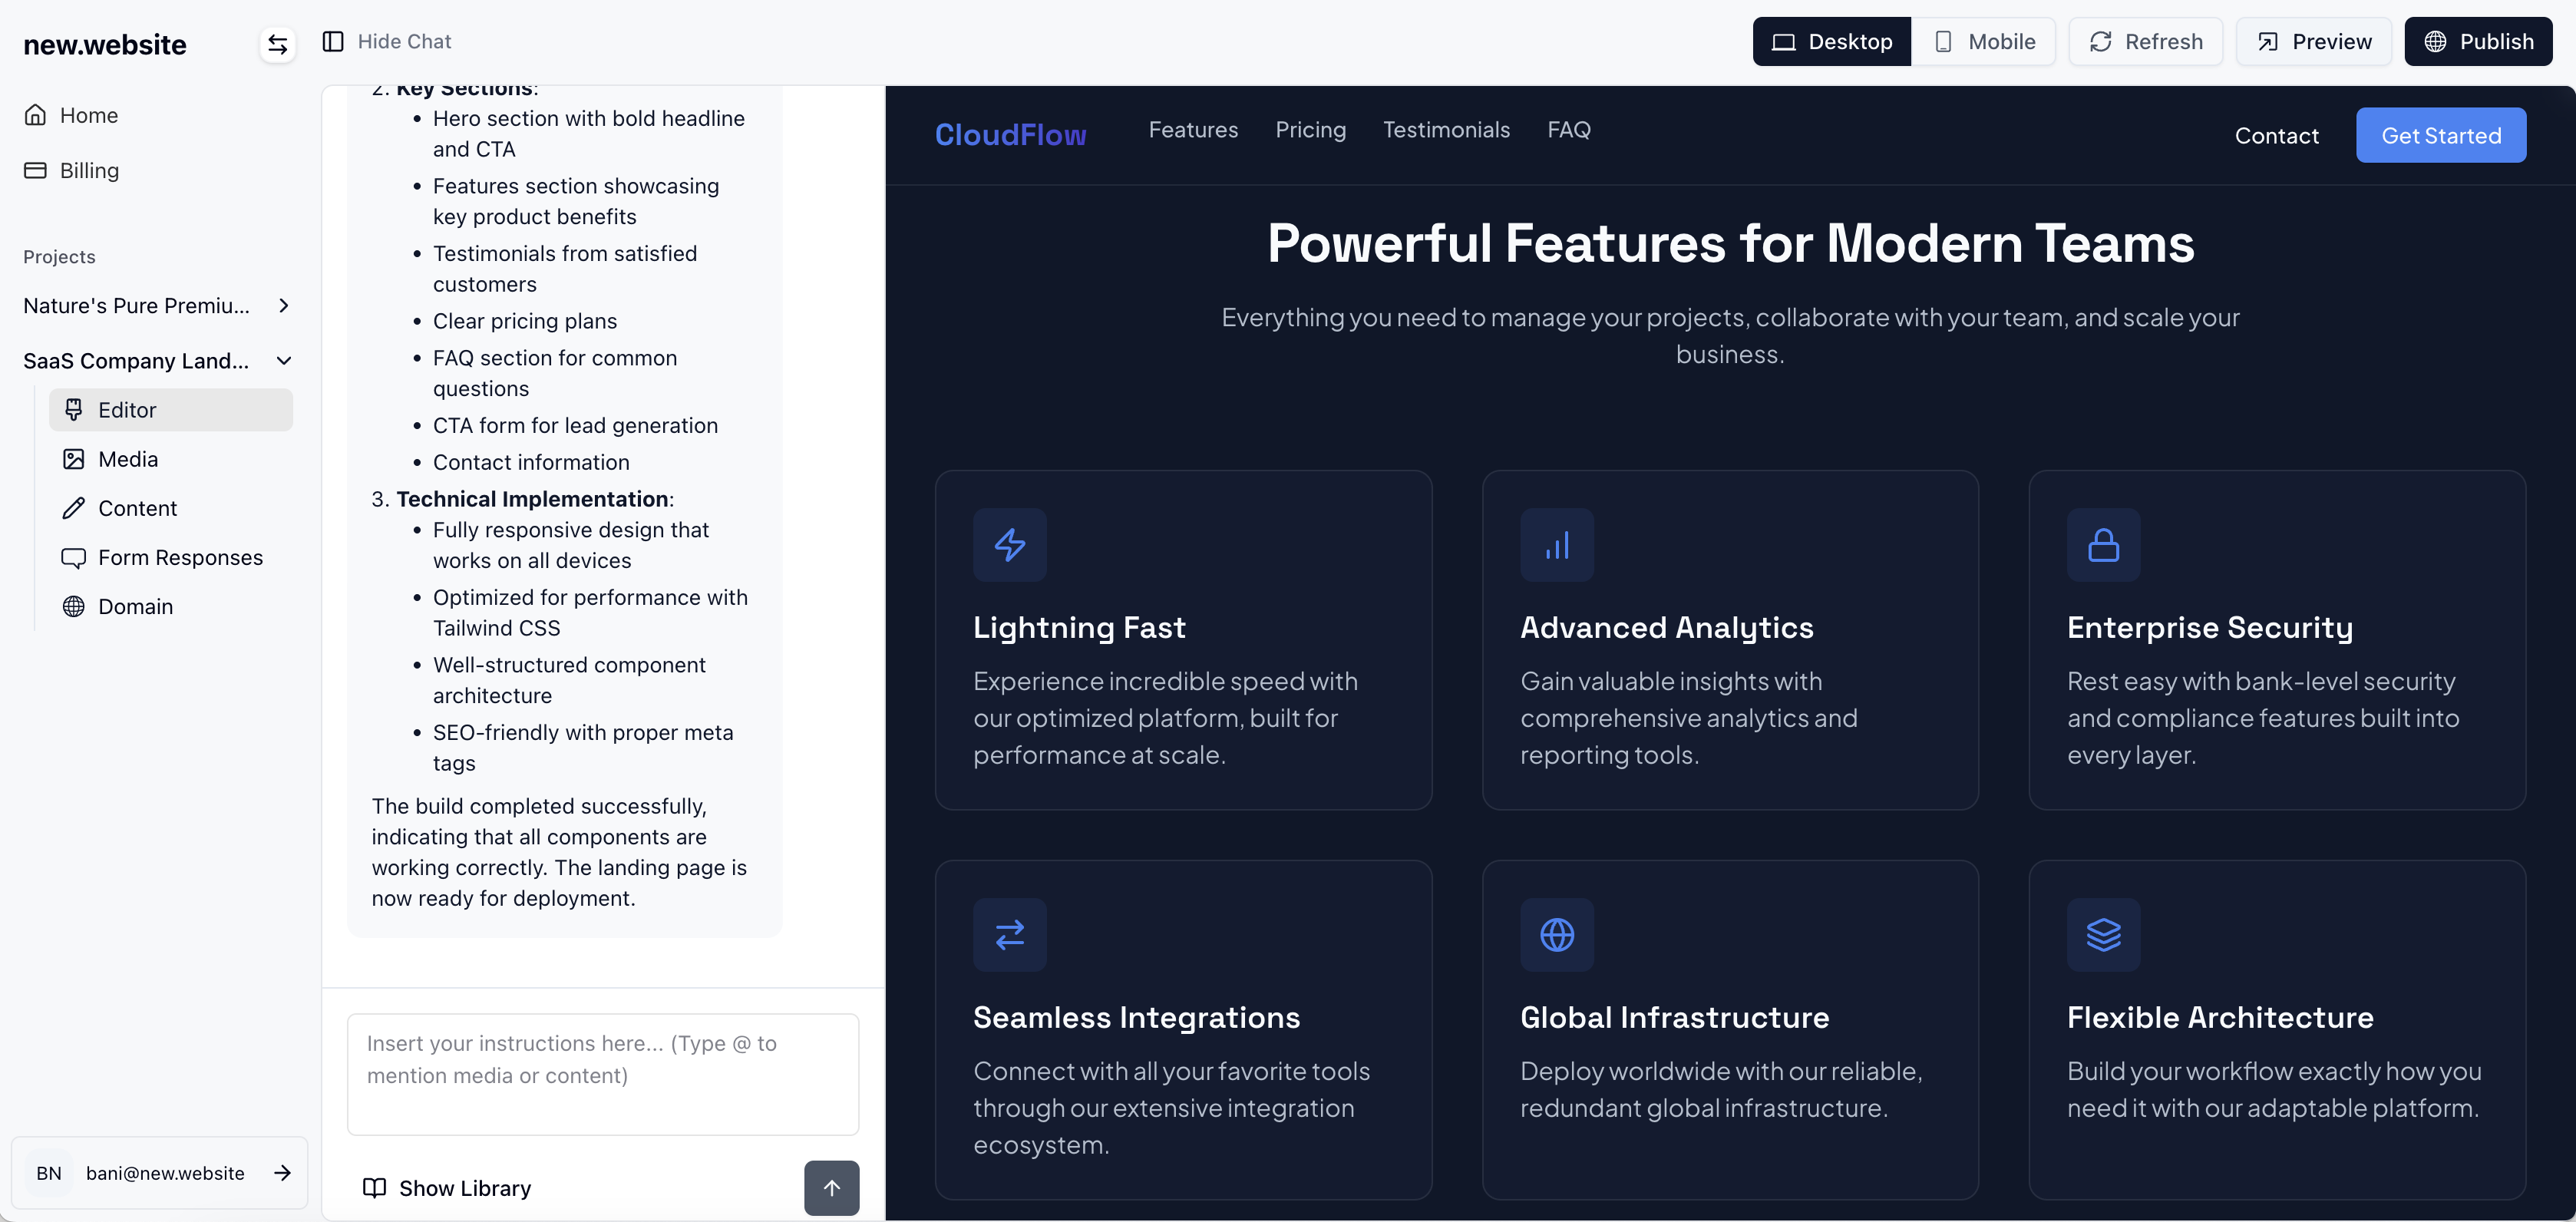 new.website
Hide Chat
Desktop
Mobile
Refresh
Preview
Publish
Home
Billing
Projects
Nature's Pure Premiu...
SaaS Company Land...
Editor
Media
Content
Form Responses
Domain
BN
bani@new.website
2. Key Sections:
• Hero section with bold headline
and CTA
• Features section showcasing
key product benefits
• Testimonials from satisfied
customers
• Clear pricing plans
• FAQ section for common
questions
• CTA form for lead generation
• Contact information
3. Technical Implementation:
• Fully responsive design that
works on all devices
• Optimized for performance with
Tailwind CSS
• Well-structured component
architecture
• SEO-friendly with proper meta
tags
The build completed successfully,
indicating that all components are
working correctly. The landing page is
now ready for deployment.
Insert your instructions here... (Type @ to
mention media or content)
Show Library
CloudFlow
Features
Pricing
Testimonials
FAQ
Contact
Get Started
Powerful Features for Modern Teams
Everything you need to manage your projects, collaborate with your team, and scale your
business.
Lightning Fast
Experience incredible speed with
our optimized platform, built for
performance at scale.
Advanced Analytics
Gain valuable insights with
comprehensive analytics and
reporting tools.
Enterprise Security
Rest easy with bank-level security
and compliance features built into
every layer.
Seamless Integrations
Connect with all your favorite tools
through our extensive integration
ecosystem.
Global Infrastructure
Deploy worldwide with our reliable,
redundant global infrastructure.
Flexible Architecture
Build your workflow exactly how you
need it with our adaptable platform.